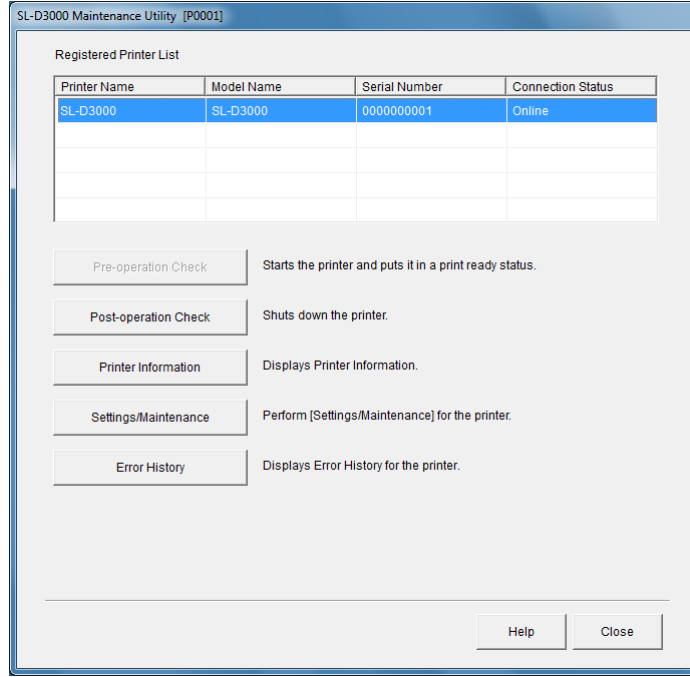 SL-D3000 Maintenance Utility [P0001]
Registered Printer List
Printer Name Model Name Serial Number Connection Status
SL-D3000 SL-D3000 0000000001 Online
Pre-operation Check Starts the printer and puts it in a print ready status.
Post-operation Check Shuts down the printer.
Printer Information Displays Printer Information.
Settings/Maintenance Perform [Settings/Maintenance] for the printer.
Error History Displays Error History for the printer.
Help Close